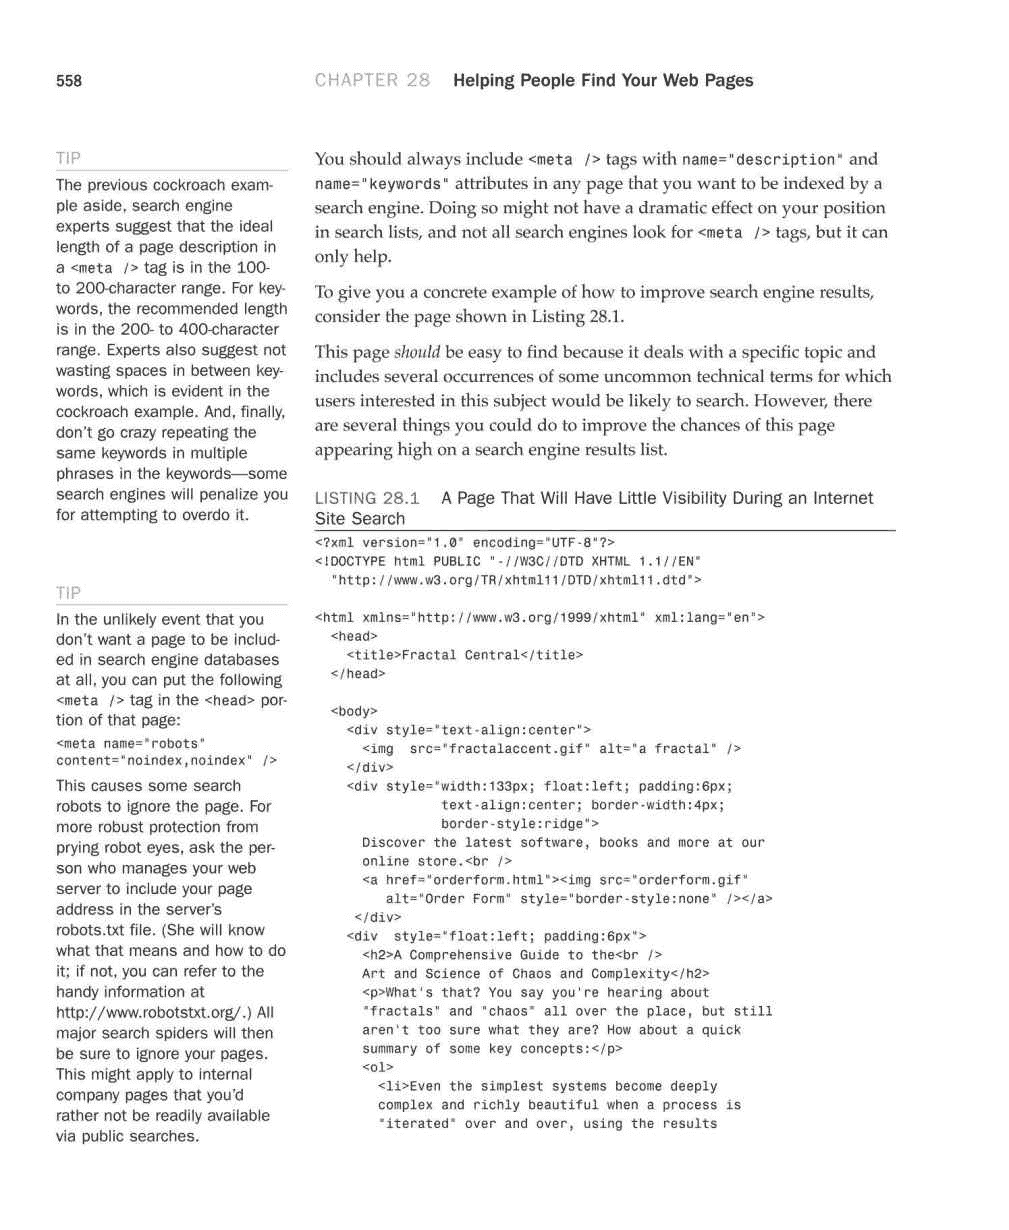 558
CHAPTER 28 Helping People Find Your Web Pages
TIP
The previous cockroach exam-
ple aside, search engine
experts suggest that the ideal
length of a page description in
a <meta /> tag is in the 100-
to 200-character range. For key-
words, the recommended length
is in the 200- to 400-character
range. Experts also suggest not
wasting spaces in between key-
words, which is evident in the
cockroach example. And, finally,
don't go crazy repeating the
same keywords in multiple
phrases in the keywords—some
search engines will penalize you
for attempting to overdo it.
TIP
In the unlikely event that you
don't want a page to be includ-
ed in search engine databases
at all, you can put the following
<meta /> tag in the <head> por-
tion of that page:
<meta name="robots"
content="noindex,noindex" />
This causes some search
robots to ignore the page. For
more robust protection from
prying robot eyes, ask the per-
son who manages your web
server to include your page
address in the server's
robots.txt file. (She will know
what that means and how to do
it; if not, you can refer to the
handy information at
http://www.robotstxt.org/.) All
major search spiders will then
be sure to ignore your pages.
This might apply to internal
company pages that you'd
rather not be readily available
via public searches.
You should always include <meta /> tags with name="description" and
name="keywords" attributes in any page that you want to be indexed by a
search engine. Doing so might not have a dramatic effect on your position
in search lists, and not all search engines look for <meta /> tags, but it can
only help.
To give you a concrete example of how to improve search engine results,
consider the page shown in Listing 28.1.
This page should be easy to find because it deals with a specific topic and
includes several occurrences of some uncommon technical terms for which
users interested in this subject would be likely to search. However, there
are several things you could do to improve the chances of this page
appearing high on a search engine results list.
LISTING 28.1 A Page That Will Have Little Visibility During an Internet
Site Search
<?xml version="1.0" encoding="UTF-8"?>
<!DOCTYPE html PUBLIC "-//W3C//DTD XHTML 1.1//EN"
  "http://www.w3.org/TR/xhtml11/DTD/xhtml11.dtd">
<html xmlns="http://www.w3.org/1999/xhtml" xml:lang="en">
  <head>
    <title>Fractal Central</title>
  </head>
  <body>
    <div style="text-align:center">
      <img  src="fractalaccent.gif" alt="a fractal" />
    </div>
    <div style="width:133px; float:left; padding:6px;
                text-align:center; border-width:4px;
                border-style:ridge">
      Discover the latest software, books and more at our
      online store.<br />
      <a href="orderform.html"><img src="orderform.gif"
         alt="Order Form" style="border-style:none" /></a>
     </div>
    <div  style="float:left; padding:6px">
      <h2>A Comprehensive Guide to the<br />
      Art and Science of Chaos and Complexity</h2>
      <p>What's that? You say you're hearing about
      "fractals" and "chaos" all over the place, but still
      aren't too sure what they are? How about a quick
      summary of some key concepts:</p>
      <ol>
        <li>Even the simplest systems become deeply
        complex and richly beautiful when a process is
        "iterated" over and over, using the results